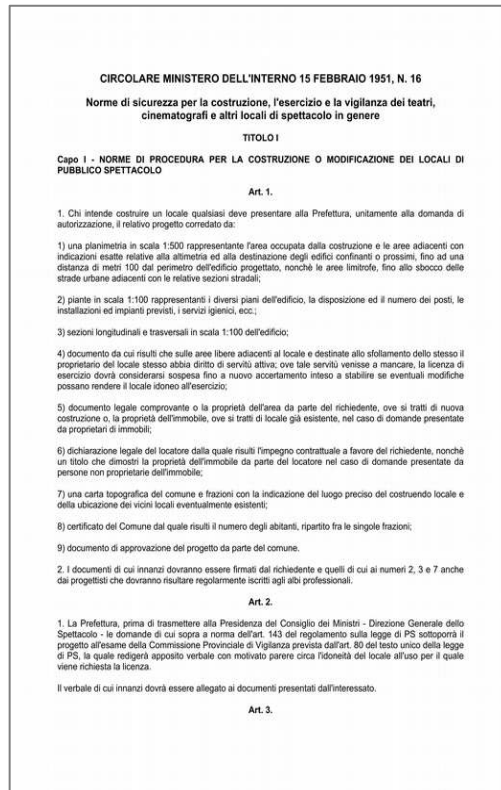 CIRCOLARE MINISTERO DELL'INTERNO 15 FEBBRAIO 1951, N. 16
Norme di sicurezza per la costruzione, l'esercizio e la vigilanza dei teatri,
cinematografi e altri locali di spettacolo in genere
TITOLO I
Capo I - NORME DI PROCEDURA PER LA COSTRUZIONE O MODIFICAZIONE DEI LOCALI DI
PUBBLICO SPETTACOLO
Art. 1.
1. Chi intende costruire un locale qualsiasi deve presentare alla Prefettura, unitamente alla domanda di
autorizzazione, il relativo progetto corredato da:
1) una planimetria in scala 1:500 rappresentante l'area occupata dalla costruzione e le aree adiacenti con
indicazioni esatte relative alla altimetria ed alla destinazione degli edifici confinanti o prossimi, fino ad una
distanza di metri 100 dal perimetro dell'edificio progettato, nonchè le aree limitrofe, fino allo sbocco delle
strade urbane adiacenti con le relative sezioni stradali;
2) piante in scala 1:100 rappresentanti i diversi piani dell'edificio, la disposizione ed il numero dei posti, le
installazioni ed impianti previsti, i servizi igienici, ecc.;
3) sezioni longitudinali e trasversali in scala 1:100 dell'edificio;
4) documento da cui risulti che sulle aree libere adiacenti al locale e destinate allo sfollamento dello stesso il
proprietario del locale stesso abbia diritto di servitù attiva; ove tale servitù venisse a mancare, la licenza di
esercizio dovrà considerarsi sospesa fino a nuovo accertamento inteso a stabilire se eventuali modifiche
possano rendere il locale idoneo all'esercizio;
5) documento legale comprovante o la proprietà dell'area da parte del richiedente, ove si tratti di nuova
costruzione o, la proprietà dell'immobile, ove si tratti di locale già esistente, nel caso di domande presentate
da proprietari di immobili;
6) dichiarazione legale del locatore dalla quale risulti l'impegno contrattuale a favore del richiedente, nonchè
un titolo che dimostri la proprietà dell'immobile da parte del locatore nel caso di domande presentate da
persone non proprietarie dell'immobile;
7) una carta topografica del comune e frazioni con la indicazione del luogo preciso del costruendo locale e
della ubicazione dei vicini locali eventualmente esistenti;
8) certificato del Comune dal quale risulti il numero degli abitanti, ripartito fra le singole frazioni;
9) documento di approvazione del progetto da parte del comune.
2. I documenti di cui innanzi dovranno essere firmati dal richiedente e quelli di cui ai numeri 2, 3 e 7 anche
dai progettisti che dovranno risultare regolarmente iscritti agli albi professionali.
Art. 2.
1. La Prefettura, prima di trasmettere alla Presidenza del Consiglio dei Ministri - Direzione Generale dello
Spettacolo - le domande di cui sopra a norma dell'art. 143 del regolamento sulla legge di PS sottoporrà il
progetto all'esame della Commissione Provinciale di Vigilanza prevista dall'art. 80 del testo unico della legge
di PS, la quale redigerà apposito verbale con motivato parere circa l'idoneità del locale all'uso per il quale
viene richiesta la licenza.
Il verbale di cui innanzi dovrà essere allegato ai documenti presentati dall'interessato.
Art. 3.